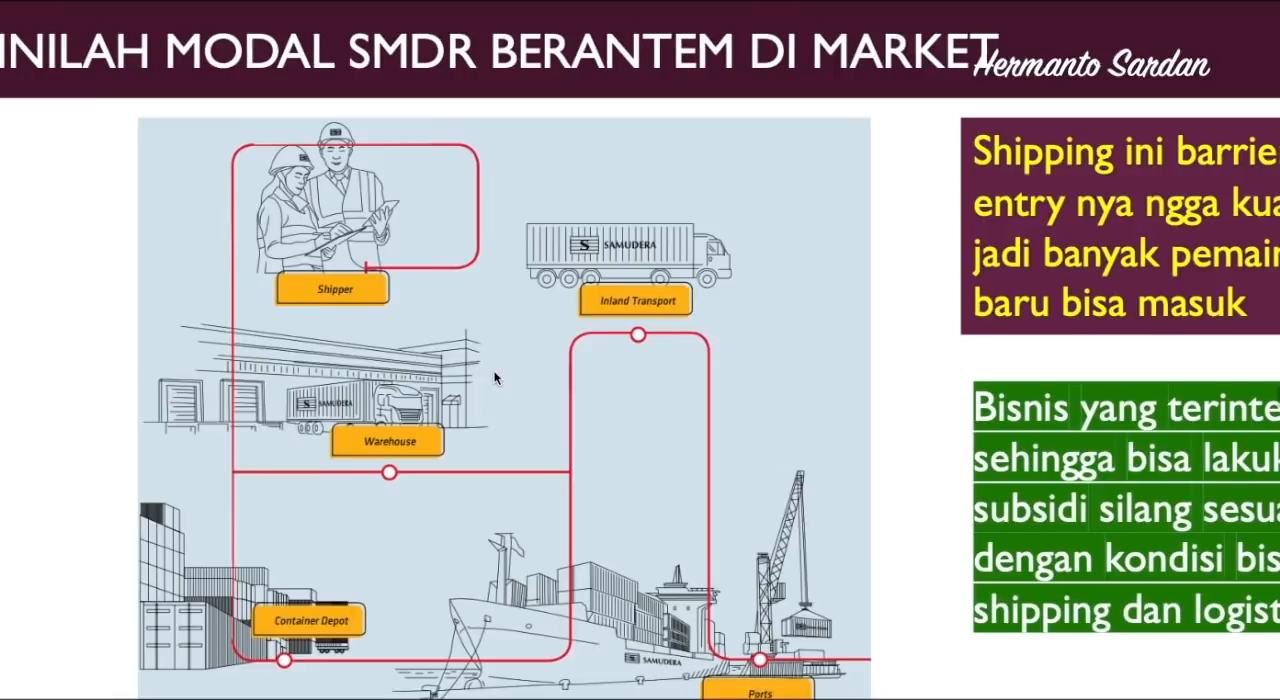 INILAH MODAL SMDR BERANTEM DI MARKET
Hermanto Sardan
Shipping ini barrie
entry nya ngga kua
jadi banyak pemain
baru bisa masuk
Bisnis yang terinte
sehingga bisa lakuk
subsidi silang sesua
dengan kondisi bis
shipping dan logist
Shipper
S SAMUDERA
Inland Transport
S SAMUDERA
Warehouse
Container Depot
S SAMUDERA
Ports